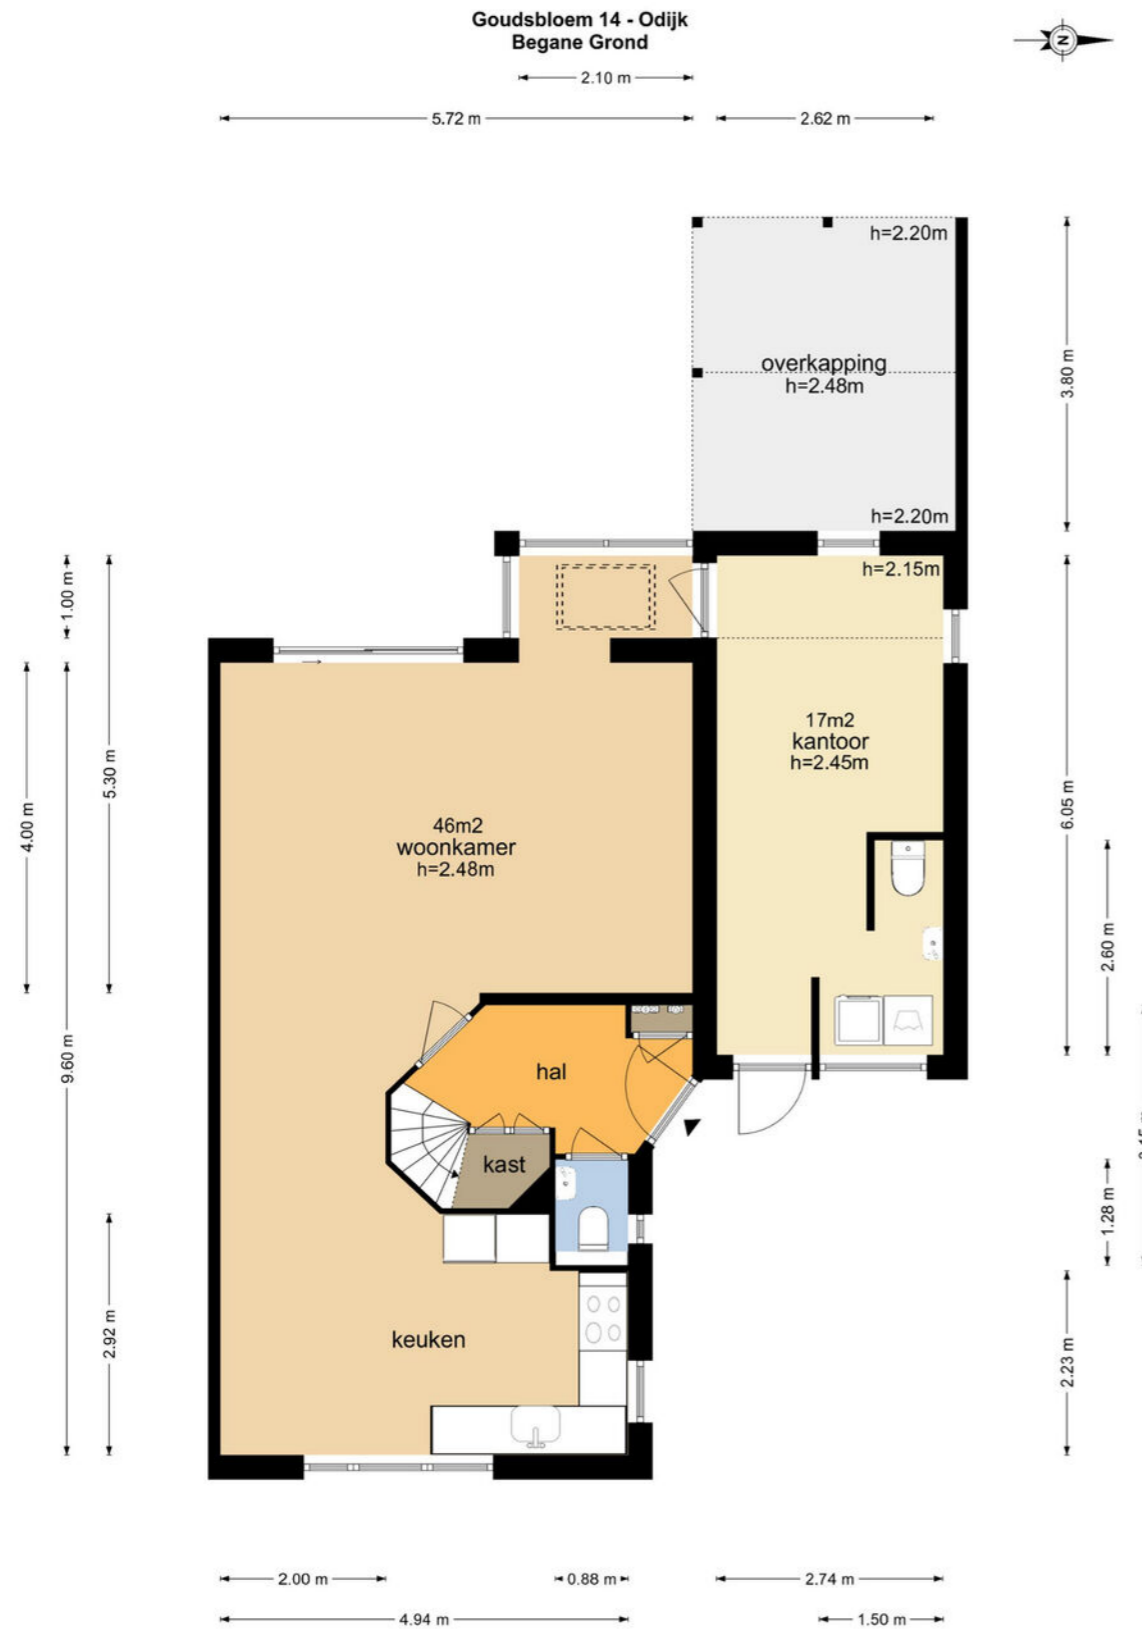 Goudsbloem 14 - Odijk
Begane Grond
N
2.10 m
5.72 m
2.62 m
h=2.20m
overkapping
h=2.48m
3.80 m
h=2.20m
h=2.15m
1.00 m
5.30 m
4.00 m
9.60 m
17m2
kantoor
h=2.45m
6.05 m
46m2
woonkamer
h=2.48m
2.60 m
hal
kast
1.28 m
2.92 m
keuken
2.23 m
2.00 m
0.88 m
2.74 m
4.94 m
1.50 m